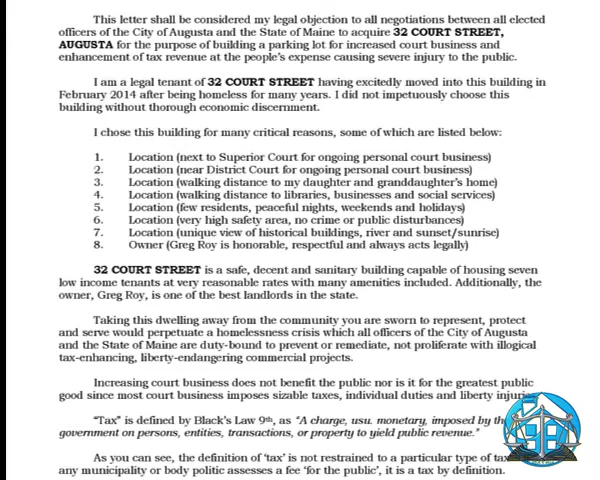 This letter shall be considered my legal objection to all negotiations between all elected
officers of the City of Augusta and the State of Maine to acquire 32 COURT STREET,
AUGUSTA for the purpose of building a parking lot for increased court business and
enhancement of tax revenue at the people's expense causing severe injury to the public.
I am a legal tenant of 32 COURT STREET having excitedly moved into this building in
February 2014 after being homeless for many years. I did not impetuously choose this
building without thorough economic discernment.
I chose this building for many critical reasons, some of which are listed below:
1. Location (next to Superior Court for ongoing personal court business)
2. Location (near District Court for ongoing personal court business)
3. Location (walking distance to my daughter and granddaughter's home)
4. Location (walking distance to libraries, businesses and social services)
5. Location (few residents, peaceful nights, weekends and holidays)
6. Location (very high safety area, no crime or public disturbances)
7. Location (unique view of historical buildings, river and sunset/sunrise)
8. Owner (Greg Roy is honorable, respectful and always acts legally)
32 COURT STREET is a safe, decent and sanitary building capable of housing seven
low income tenants at very reasonable rates with many amenities included. Additionally, the
owner, Greg Roy, is one of the best landlords in the state.
Taking this dwelling away from the community you are sworn to represent, protect
and serve would perpetuate a homelessness crisis which all officers of the City of Augusta
and the State of Maine are duty-bound to prevent or remediate, not proliferate with illogical
tax-enhancing, liberty-endangering commercial projects.
Increasing court business does not benefit the public nor is it for the greatest public
good since most court business imposes sizable taxes, individual duties and liberty
"Tax" is defined by Black's Law 9th, as "A charge, usu. monetary, imposed by
government on persons, entities, transactions, or property to yield public revenue."
As you can see, the definition of 'tax' is not restrained to a particular type of
any municipality or body politic assesses a fee 'for the public', it is a tax by definition.